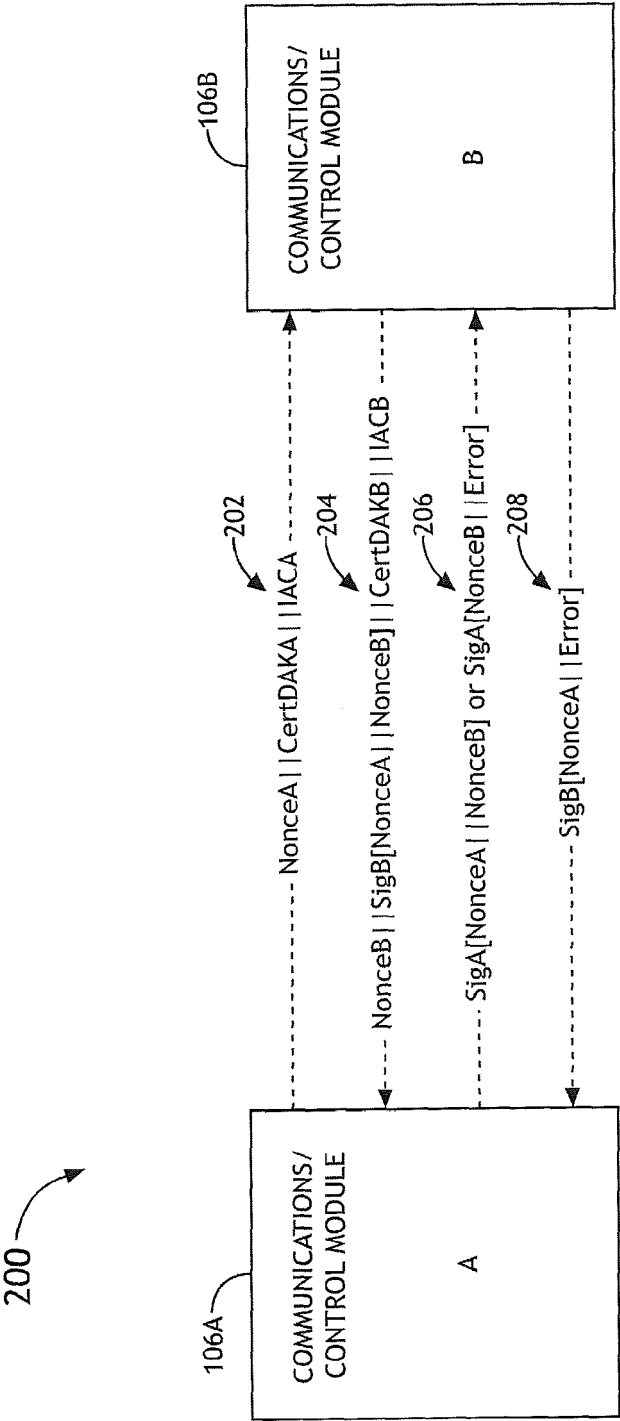 200
106A
COMMUNICATIONS/
CONTROL MODULE
A
202
NonceA||CertDAKA||IACA
204
NonceB||SigB[NonceA||NonceB]||CertDAKB||IACB
206
SigA[NonceA||NonceB] or SigA[NonceB||Error]
208
SigB[NonceA||Error]
106B
COMMUNICATIONS/
CONTROL MODULE
B